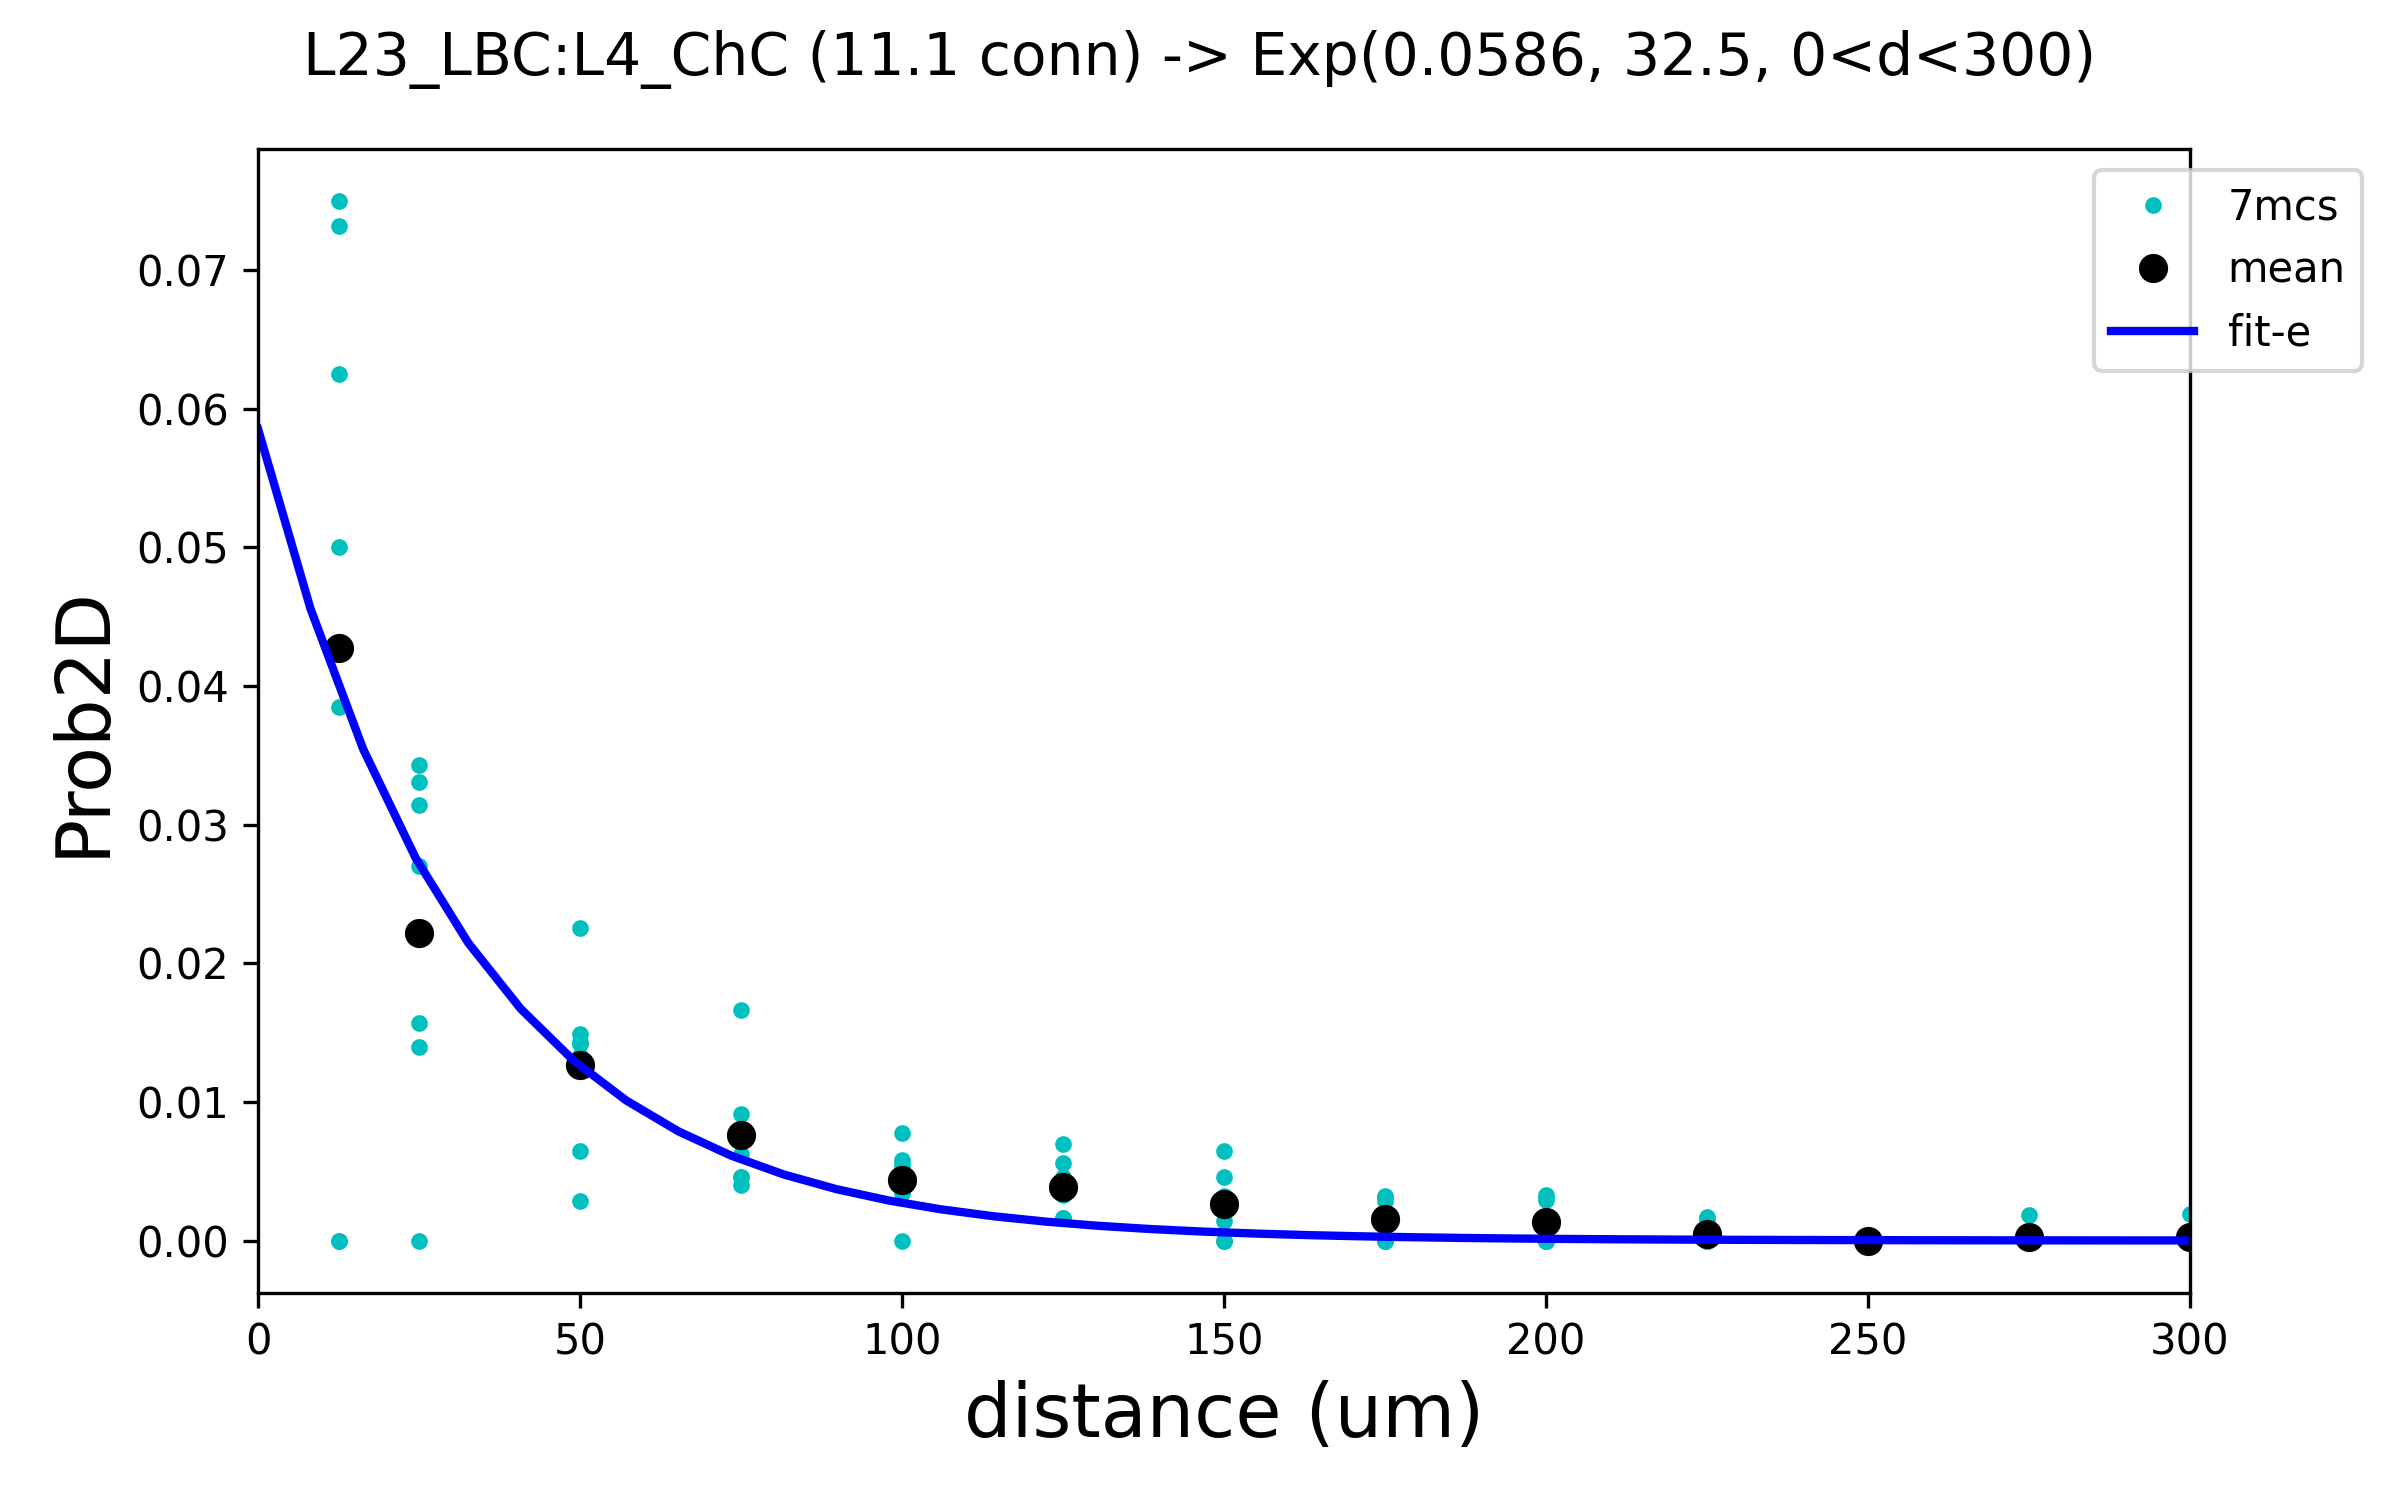 L23_LBC:L4_ChC (11.1 conn) -> Exp(0.0586, 32.5, 0<d<300)
7mcs
mean
fit-e
0.07
0.06
0.05
0.04
0.03
0.02
0.01
0.00
Prob2D
0 50 100 150 200 250 300
distance (um)